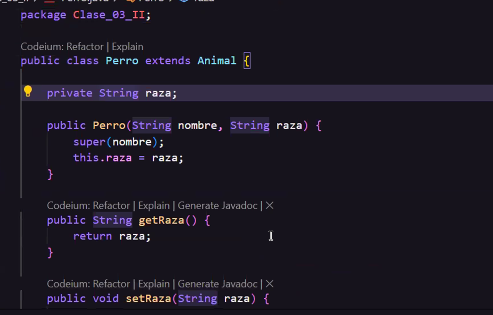 package Clase_03_II;
Codeium: Refactor | Explain
public class Perro extends Animal {
private String raza;
public Perro(String nombre, String raza) {
super(nombre);
this.raza = raza;
}
Codeium: Refactor | Explain | Generate Javadoc | ×
public String getRaza() {
return raza;
}
Codeium: Refactor | Explain | Generate Javadoc | ×
public void setRaza(String raza) {